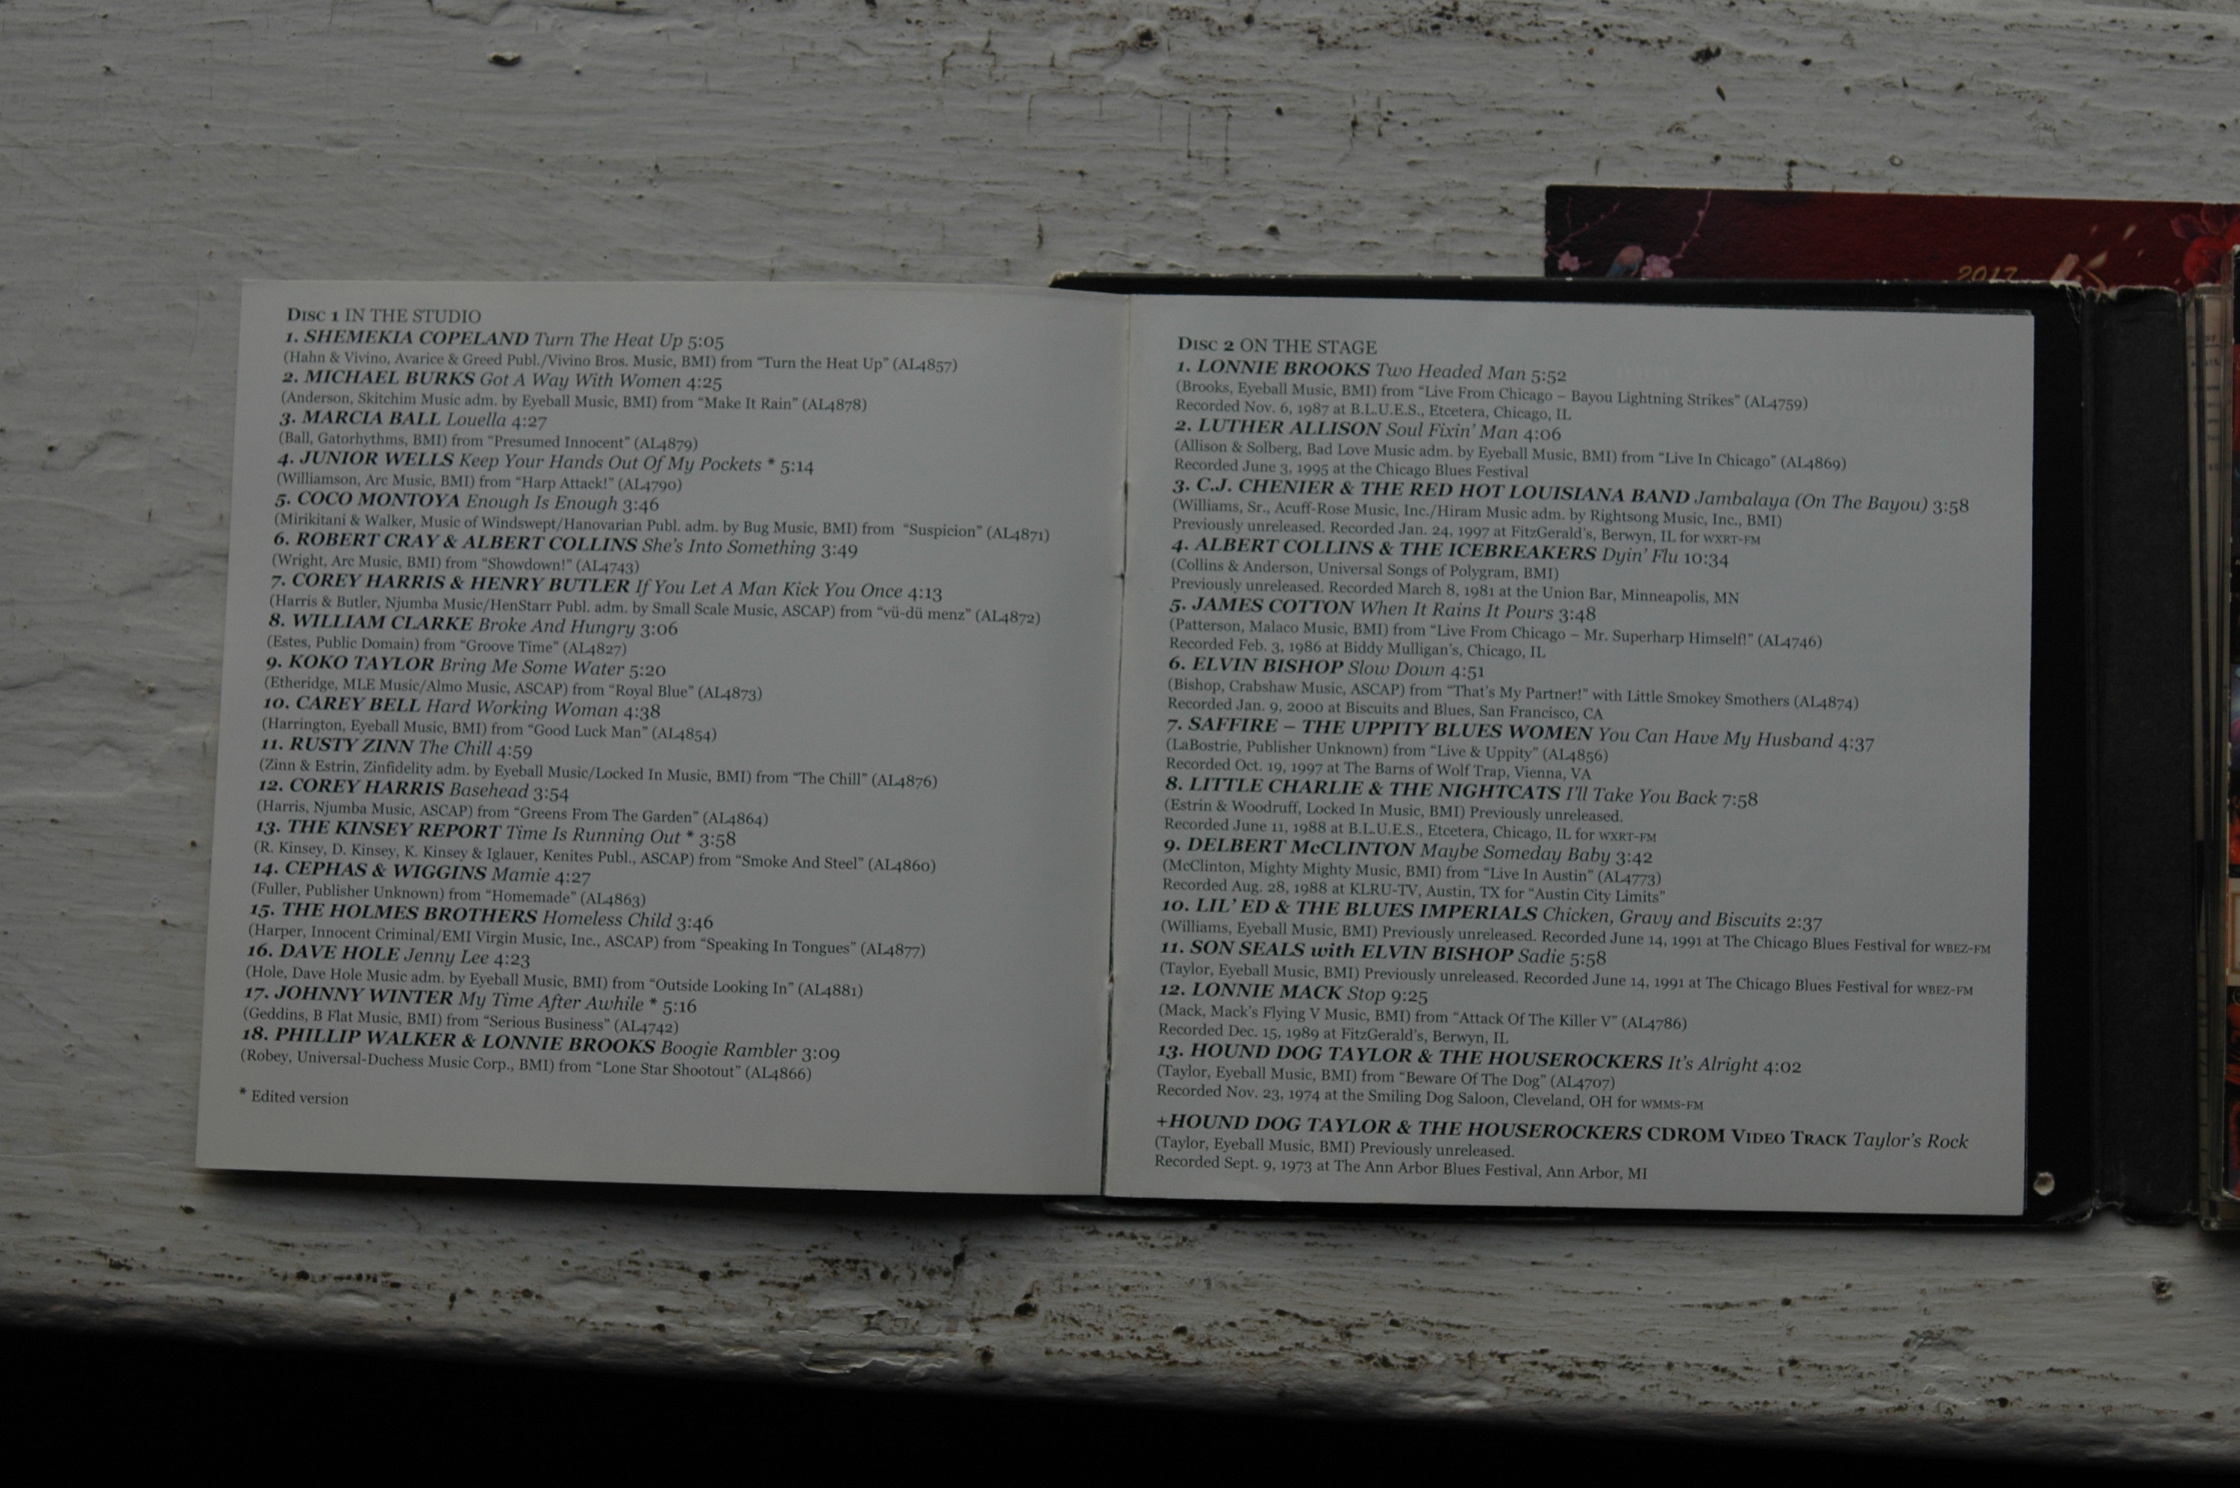 DISC 1 IN THE STUDIO
1. SHEMEKIA COPELAND Turn The Heat Up 5:05
(Hahn & Vivino, Avarice & Greed Publ./Vivino Bros. Music, BMI) from “Turn the Heat Up” (AL4857)
2. MICHAEL BURKS Got A Way With Women 4:25
(Anderson, Skitchim Music adm. by Eyeball Music, BMI) from “Make It Rain” (AL4878)
3. MARCIA BALL Louella 4:27
(Ball, Gatorhythms, BMI) from “Presumed Innocent” (AL4879)
4. JUNIOR WELLS Keep Your Hands Out Of My Pockets * 5:14
(Williamson, Arc Music, BMI) from “Harp Attack!” (AL4790)
5. COCO MONTOYA Enough Is Enough 3:46
(Mirikitani & Walker, Music of Windswept/Hanovarian Publ. adm. by Bug Music, BMI) from “Suspicion” (AL4871)
6. ROBERT CRAY & ALBERT COLLINS She's Into Something 3:49
(Wright, Arc Music, BMI) from “Showdown!” (AL4743)
7. COREY HARRIS & HENRY BUTLER If You Let A Man Kick You Once 4:13
(Harris & Butler, Njumba Music/HenStarr Publ. adm. by Small Scale Music, ASCAP) from “vü-dü menz” (AL4872)
8. WILLIAM CLARKE Broke And Hungry 3:06
(Estes, Public Domain) from “Groove Time” (AL4827)
9. KOKO TAYLOR Bring Me Some Water 5:20
(Etheridge, MLE Music/Almo Music, ASCAP) from “Royal Blue” (AL4873)
10. CAREY BELL Hard Working Woman 4:38
(Harrington, Eyeball Music, BMI) from “Good Luck Man” (AL4854)
11. RUSTY ZINN The Chill 4:59
(Zinn & Estrin, Zinfidelity adm. by Eyeball Music/Locked In Music, BMI) from “The Chill” (AL4876)
12. COREY HARRIS Basehead 3:54
(Harris, Njumba Music, ASCAP) from “Greens From The Garden” (AL4864)
13. THE KINSEY REPORT Time Is Running Out * 3:58
(R. Kinsey, D. Kinsey, K. Kinsey & Iglauer, Kenites Publ., ASCAP) from “Smoke And Steel” (AL4860)
14. CEPHAS & WIGGINS Mamie 4:27
(Fuller, Publisher Unknown) from “Homemade” (AL4863)
15. THE HOLMES BROTHERS Homeless Child 3:46
(Harper, Innocent Criminal/EMI Virgin Music, Inc., ASCAP) from “Speaking In Tongues” (AL4877)
16. DAVE HOLE Jenny Lee 4:23
(Hole, Dave Hole Music adm. by Eyeball Music, BMI) from “Outside Looking In” (AL4881)
17. JOHNNY WINTER My Time After Awhile * 5:16
(Geddins, B Flat Music, BMI) from “Serious Business” (AL4742)
18. PHILLIP WALKER & LONNIE BROOKS Boogie Rambler 3:09
(Robey, Universal-Duchess Music Corp., BMI) from “Lone Star Shootout” (AL4866)
* Edited version
DISC 2 ON THE STAGE
1. LONNIE BROOKS Two Headed Man 5:52
(Brooks, Eyeball Music, BMI) from “Live From Chicago – Bayou Lightning Strikes” (AL4759)
Recorded Nov. 6, 1987 at B.L.U.E.S., Etcetera, Chicago, IL
2. LUTHER ALLISON Soul Fixin' Man 4:06
(Allison & Solberg, Bad Love Music adm. by Eyeball Music, BMI) from “Live In Chicago” (AL4869)
Recorded June 3, 1995 at the Chicago Blues Festival
3. C.J. CHENIER & THE RED HOT LOUISIANA BAND Jambalaya (On The Bayou) 3:58
(Williams, Sr., Acuff-Rose Music, Inc./Hiram Music adm. by Rightsong Music, Inc., BMI)
Previously unreleased. Recorded Jan. 24, 1997 at FitzGerald's, Berwyn, IL for WXRT-FM
4. ALBERT COLLINS & THE ICEBREAKERS Dyin' Flu 10:34
(Collins & Anderson, Universal Songs of Polygram, BMI)
Previously unreleased. Recorded March 8, 1981 at the Union Bar, Minneapolis, MN
5. JAMES COTTON When It Rains It Pours 3:48
(Patterson, Malaco Music, BMI) from “Live From Chicago – Mr. Superharp Himself!” (AL4746)
Recorded Feb. 3, 1986 at Biddy Mulligan's, Chicago, IL
6. ELVIN BISHOP Slow Down 4:51
(Bishop, Crabshaw Music, ASCAP) from “That's My Partner!” with Little Smokey Smothers (AL4874)
Recorded Jan. 9, 2000 at Biscuits and Blues, San Francisco, CA
7. SAFFIRE – THE UPPITY BLUES WOMEN You Can Have My Husband 4:37
(LaBostrie, Publisher Unknown) from “Live & Uppity” (AL4856)
Recorded Oct. 19, 1997 at The Barns of Wolf Trap, Vienna, VA
8. LITTLE CHARLIE & THE NIGHTCATS I'll Take You Back 7:58
(Estrin & Woodruff, Locked In Music, BMI) Previously unreleased.
Recorded June 11, 1988 at B.L.U.E.S., Etcetera, Chicago, IL for WXRT-FM
9. DELBERT McCLINTON Maybe Someday Baby 3:42
(McClinton, Mighty Mighty Music, BMI) from “Live In Austin” (AL4773)
Recorded Aug. 28, 1988 at KLRU-TV, Austin, TX for “Austin City Limits”
10. LIL' ED & THE BLUES IMPERIALS Chicken, Gravy and Biscuits 2:37
(Williams, Eyeball Music, BMI) Previously unreleased. Recorded June 14, 1991 at The Chicago Blues Festival for WBEZ-FM
11. SON SEALS with ELVIN BISHOP Sadie 5:58
(Taylor, Eyeball Music, BMI) Previously unreleased. Recorded June 14, 1991 at The Chicago Blues Festival for WBEZ-FM
12. LONNIE MACK Stop 9:25
(Mack, Mack's Flying V Music, BMI) from “Attack Of The Killer V” (AL4786)
Recorded Dec. 15, 1989 at FitzGerald's, Berwyn, IL
13. HOUND DOG TAYLOR & THE HOUSEROCKERS It's Alright 4:02
(Taylor, Eyeball Music, BMI) from “Beware Of The Dog” (AL4707)
Recorded Nov. 23, 1974 at the Smiling Dog Saloon, Cleveland, OH for WMMS-FM
+HOUND DOG TAYLOR & THE HOUSEROCKERS CDROM VIDEO TRACK Taylor's Rock
(Taylor, Eyeball Music, BMI) Previously unreleased.
Recorded Sept. 9, 1973 at The Ann Arbor Blues Festival, Ann Arbor, MI
2017